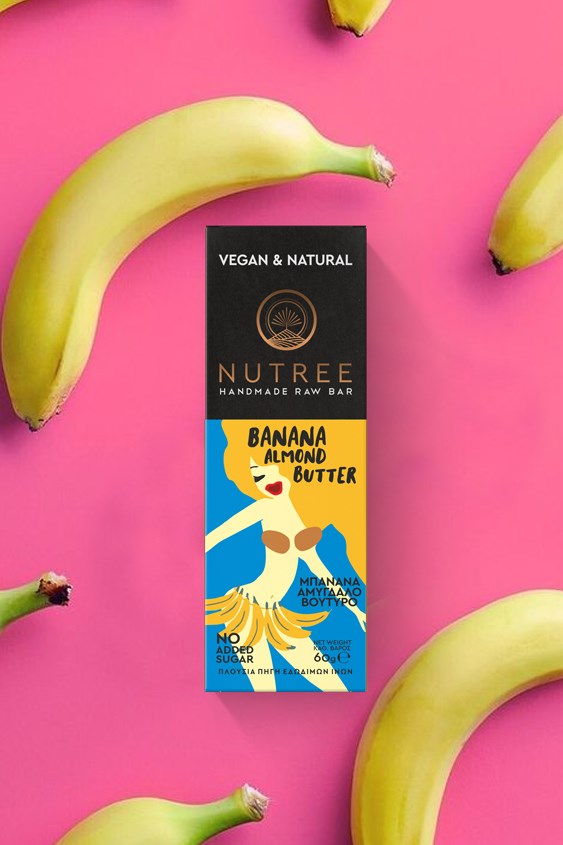 VEGAN & NATURAL
NUTREE
HANDMADE RAW BAR
BANANA
ALMOND
BUTTER
ΜΠΑΝΑΝΑ
ΑΜΥΓΔΑΛΟ
ΒΟΥΤΥΡΟ
NO
ADDED
SUGAR
NET WEIGHT
ΚΑΘ. ΒΑΡΟΣ
60g ℮
ΠΛΟΥΣΙΑ ΠΗΓΗ ΕΔΩΔΙΜΩΝ ΙΝΩΝ